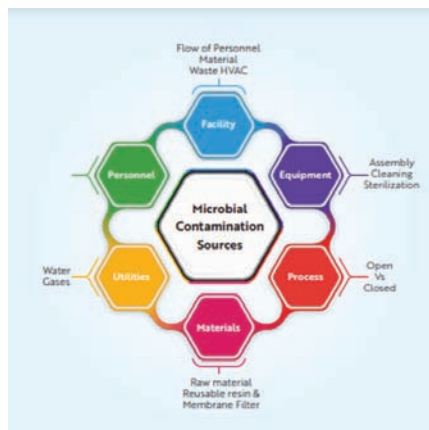 Flow of Personnel
Material
Waste HVAC
Facility
Personnel
Equipment
Assembly
Cleaning
Sterilization
Microbial
Contamination
Sources
Water
Gases
Utilities
Process
Open
Vs
Closed
Materials
Raw material
Reusable resin &
Membrane Filter